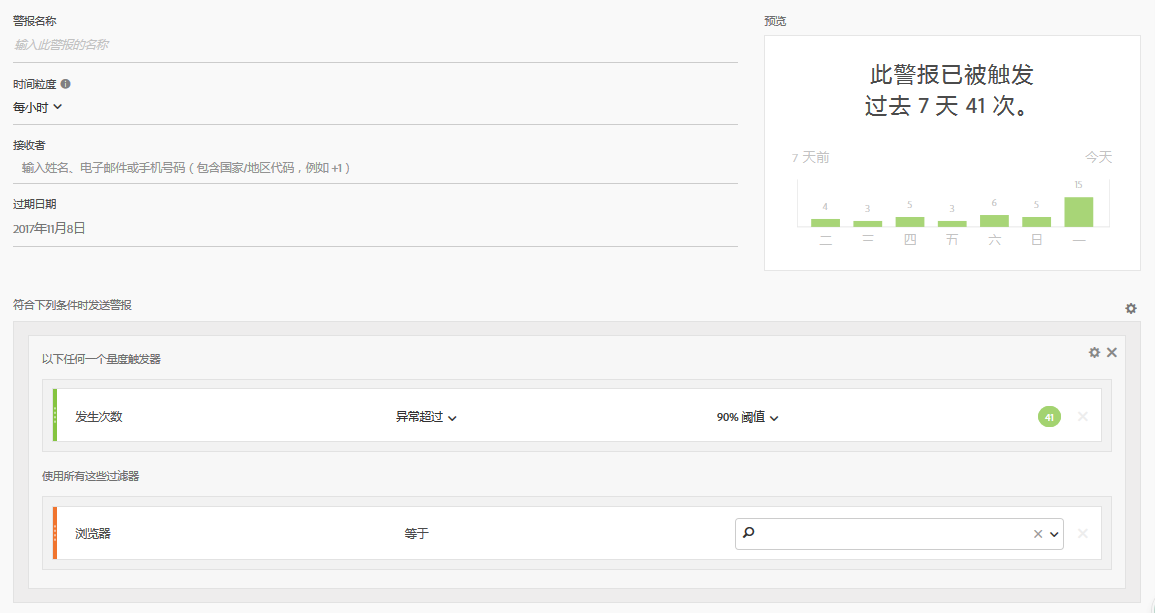 警报名称
输入此警报的名称
时间粒度
每小时
接收者
输入姓名、电子邮件或手机号码（包含国家/地区代码，例如 +1）
过期日期
2017年11月8日
预览
此警报已被触发
过去 7 天 41 次。
7 天前 今天
4 3 5 3 6 5 15
二 三 四 五 六 日 一
符合下列条件时发送警报
以下任何一个量度触发器
发生次数 异常超过 90% 阈值 41
使用所有这些过滤器
浏览器 等于